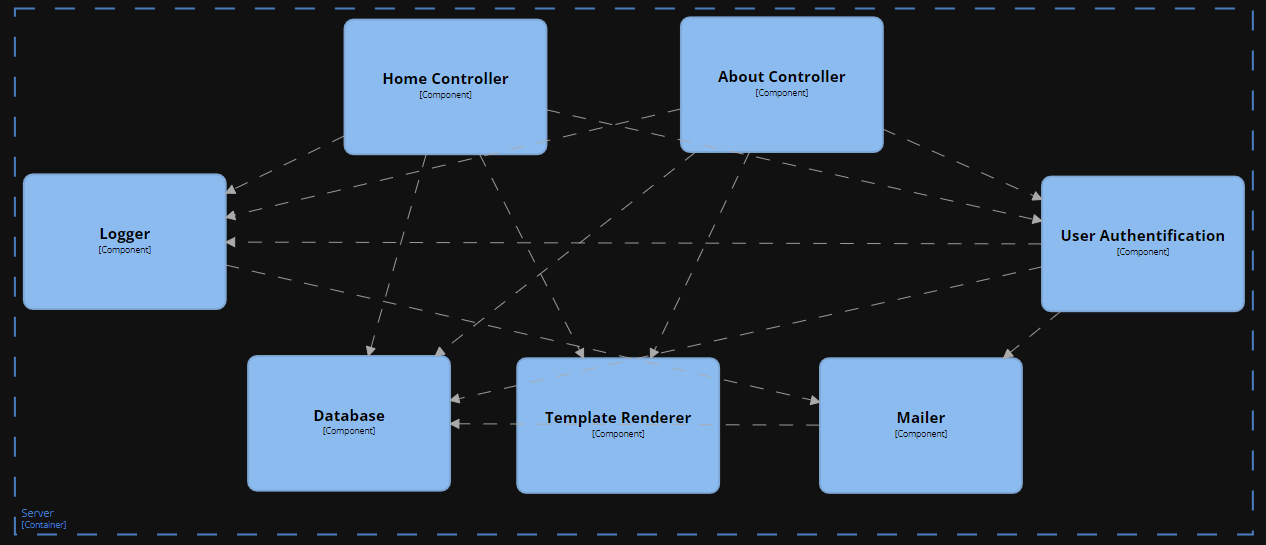 Home Controller
[Component]
About Controller
[Component]
Logger
[Component]
User Authentification
[Component]
Database
[Component]
Template Renderer
[Component]
Mailer
[Component]
Server
[Container]